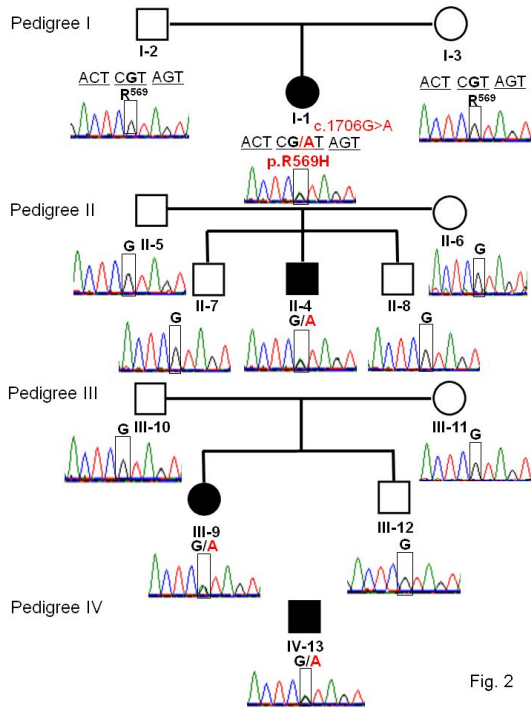 Pedigree I
I-2
I-3
ACT CGT AGT
R569
I-1
ACT CGT AGT
R569
c.1706G>A
ACT CG/AT AGT
p.R569H
Pedigree II
II-5
II-6
G
G
II-7
II-4
II-8
G
G/A
G
Pedigree III
III-10
III-11
G
G
III-9
III-12
G/A
G
Pedigree IV
IV-13
G/A
Fig. 2